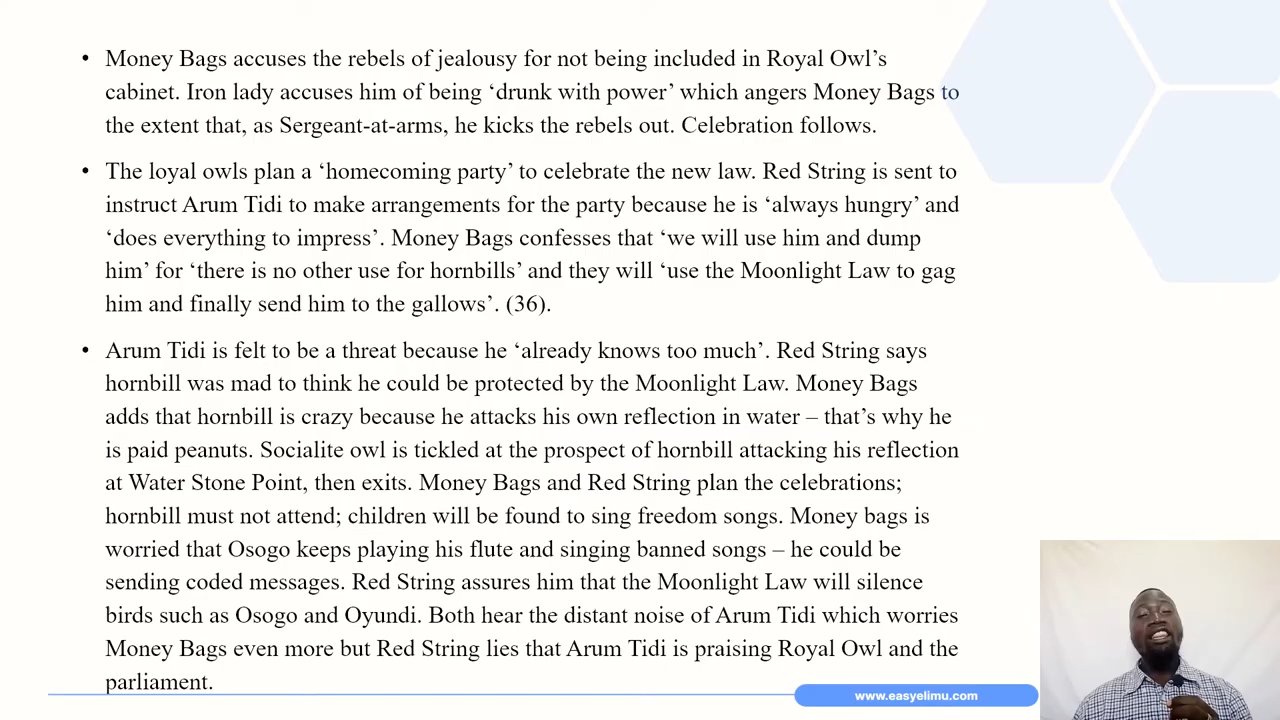 • Money Bags accuses the rebels of jealousy for not being included in Royal Owl’s
cabinet. Iron lady accuses him of being ‘drunk with power’ which angers Money Bags to
the extent that, as Sergeant-at-arms, he kicks the rebels out. Celebration follows.
• The loyal owls plan a ‘homecoming party’ to celebrate the new law. Red String is sent to
instruct Arum Tidi to make arrangements for the party because he is ‘always hungry’ and
‘does everything to impress’. Money Bags confesses that ‘we will use him and dump
him’ for ‘there is no other use for hornbills’ and they will ‘use the Moonlight Law to gag
him and finally send him to the gallows’. (36).
• Arum Tidi is felt to be a threat because he ‘already knows too much’. Red String says
hornbill was mad to think he could be protected by the Moonlight Law. Money Bags
adds that hornbill is crazy because he attacks his own reflection in water – that’s why he
is paid peanuts. Socialite owl is tickled at the prospect of hornbill attacking his reflection
at Water Stone Point, then exits. Money Bags and Red String plan the celebrations;
hornbill must not attend; children will be found to sing freedom songs. Money bags is
worried that Osogo keeps playing his flute and singing banned songs – he could be
sending coded messages. Red String assures him that the Moonlight Law will silence
birds such as Osogo and Oyundi. Both hear the distant noise of Arum Tidi which worries
Money Bags even more but Red String lies that Arum Tidi is praising Royal Owl and the
parliament.
www.easyelimu.com